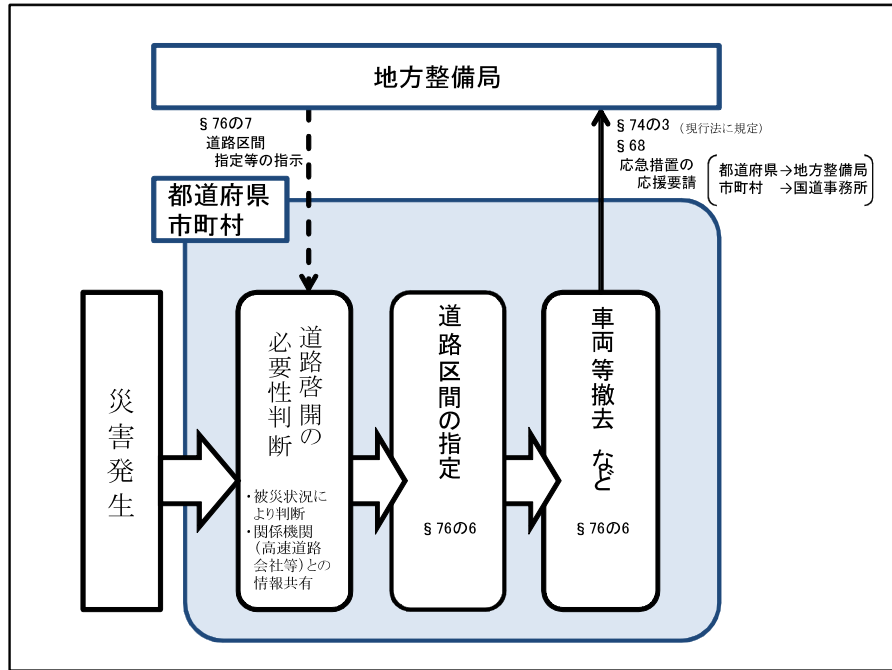 地方整備局
§76の7
道路区間
指定等の指示
§74の3 (現行法に規定)
§68
応急措置の
応援要請
都道府県→地方整備局
市町村 →国道事務所
都道府県
市町村
災害発生
道路啓開の
必要性判断
・被災状況に
より判断
・関係機関
(高速道路
会社等)との
情報共有
道路区間の指定
§76の6
車両等撤去 など
§76の6